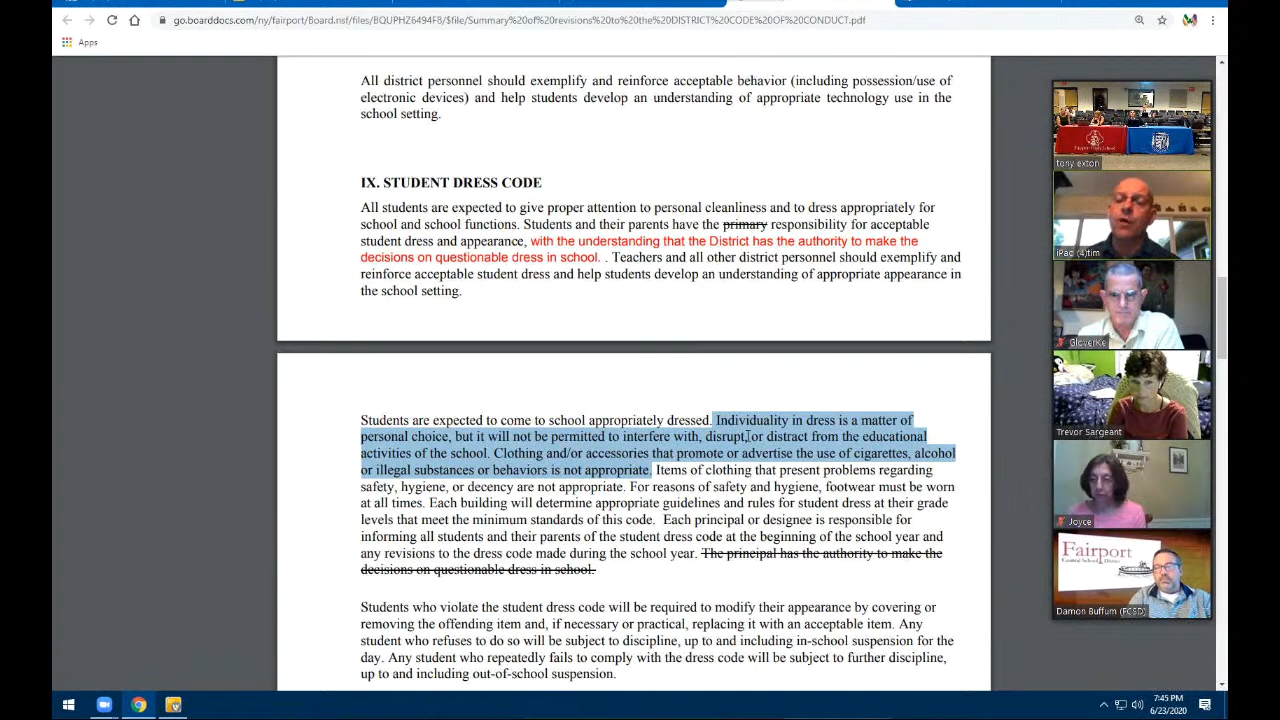 go.boarddocs.com/ny/fairport/Board.nsf/files/BQUPHZ6494F8/$file/Summary%20of%20revisions%20to%20the%20DISTRICT%20CODE%20OF%20CONDUCT.pdf
Apps
All district personnel should exemplify and reinforce acceptable behavior (including possession/use of
electronic devices) and help students develop an understanding of appropriate technology use in the
school setting.
IX. STUDENT DRESS CODE
All students are expected to give proper attention to personal cleanliness and to dress appropriately for
school and school functions. Students and their parents have the primary responsibility for acceptable
student dress and appearance, with the understanding that the District has the authority to make the
decisions on questionable dress in school. . Teachers and all other district personnel should exemplify and
reinforce acceptable student dress and help students develop an understanding of appropriate appearance in
the school setting.
Students are expected to come to school appropriately dressed. Individuality in dress is a matter of
personal choice, but it will not be permitted to interfere with, disrupt, or distract from the educational
activities of the school. Clothing and/or accessories that promote or advertise the use of cigarettes, alcohol
or illegal substances or behaviors is not appropriate. Items of clothing that present problems regarding
safety, hygiene, or decency are not appropriate. For reasons of safety and hygiene, footwear must be worn
at all times. Each building will determine appropriate guidelines and rules for student dress at their grade
levels that meet the minimum standards of this code. Each principal or designee is responsible for
informing all students and their parents of the student dress code at the beginning of the school year and
any revisions to the dress code made during the school year. The principal has the authority to make the
decisions on questionable dress in school.
Students who violate the student dress code will be required to modify their appearance by covering or
removing the offending item and, if necessary or practical, replacing it with an acceptable item. Any
student who refuses to do so will be subject to discipline, up to and including in-school suspension for the
day. Any student who repeatedly fails to comply with the dress code will be subject to further discipline,
up to and including out-of-school suspension.
Fairport High School
tony exton
iPac (4)tim
GloverKe
Trevor Sargeant
Joyce
Fairport
Central School District
Damon Buffum (FCSD)
7:45 PM
6/23/2020